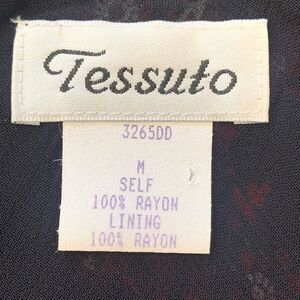 Tessuto
3265DD
M
SELF
100% RAYON
LINING
100% RAYON